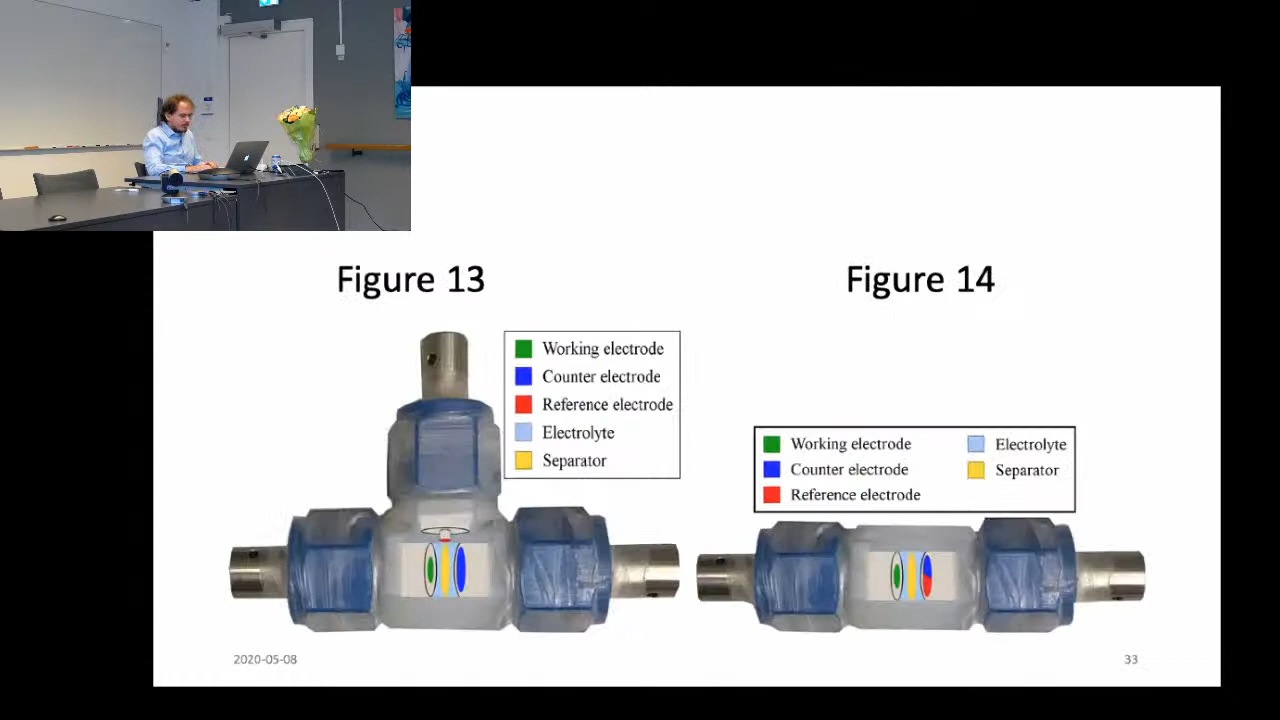 Figure 13
Working electrode
Counter electrode
Reference electrode
Electrolyte
Separator
Figure 14
Working electrode
Counter electrode
Reference electrode
Electrolyte
Separator
2020-05-08
33